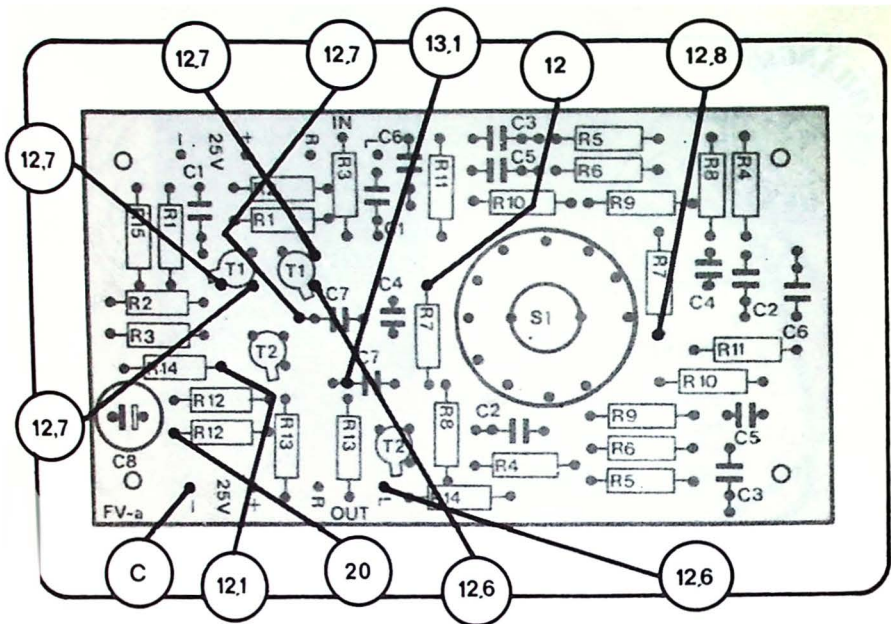 12,7
12,7
13,1
12
12,8
12,7
12,7
C
12,1
20
12,6
12,6
-
25V
+
R
IN
L
C6
C3
C5
R5
R6
R10
R9
R8
R4
C1
R15
R1
R1
R3
C1
R11
T1
T1
C7
C4
R7
S1
R7
C4
C2
C6
R2
R3
R14
T2
C7
R11
R10
R12
R12
R13
R13
T2
R8
C2
R4
R9
R6
R5
C5
C3
C8
FV-a
-
25V
+
R
OUT
L
R14